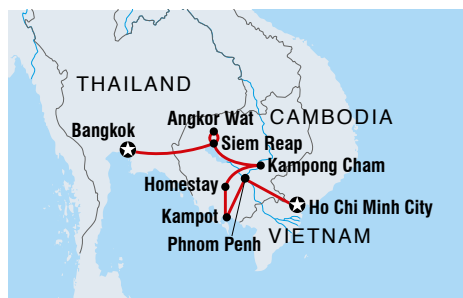 THAILAND
Angkor Wat
CAMBODIA
Bangkok
Siem Reap
Kampong Cham
Homestay
Ho Chi Minh City
Kampot
Phnom Penh
VIETNAM